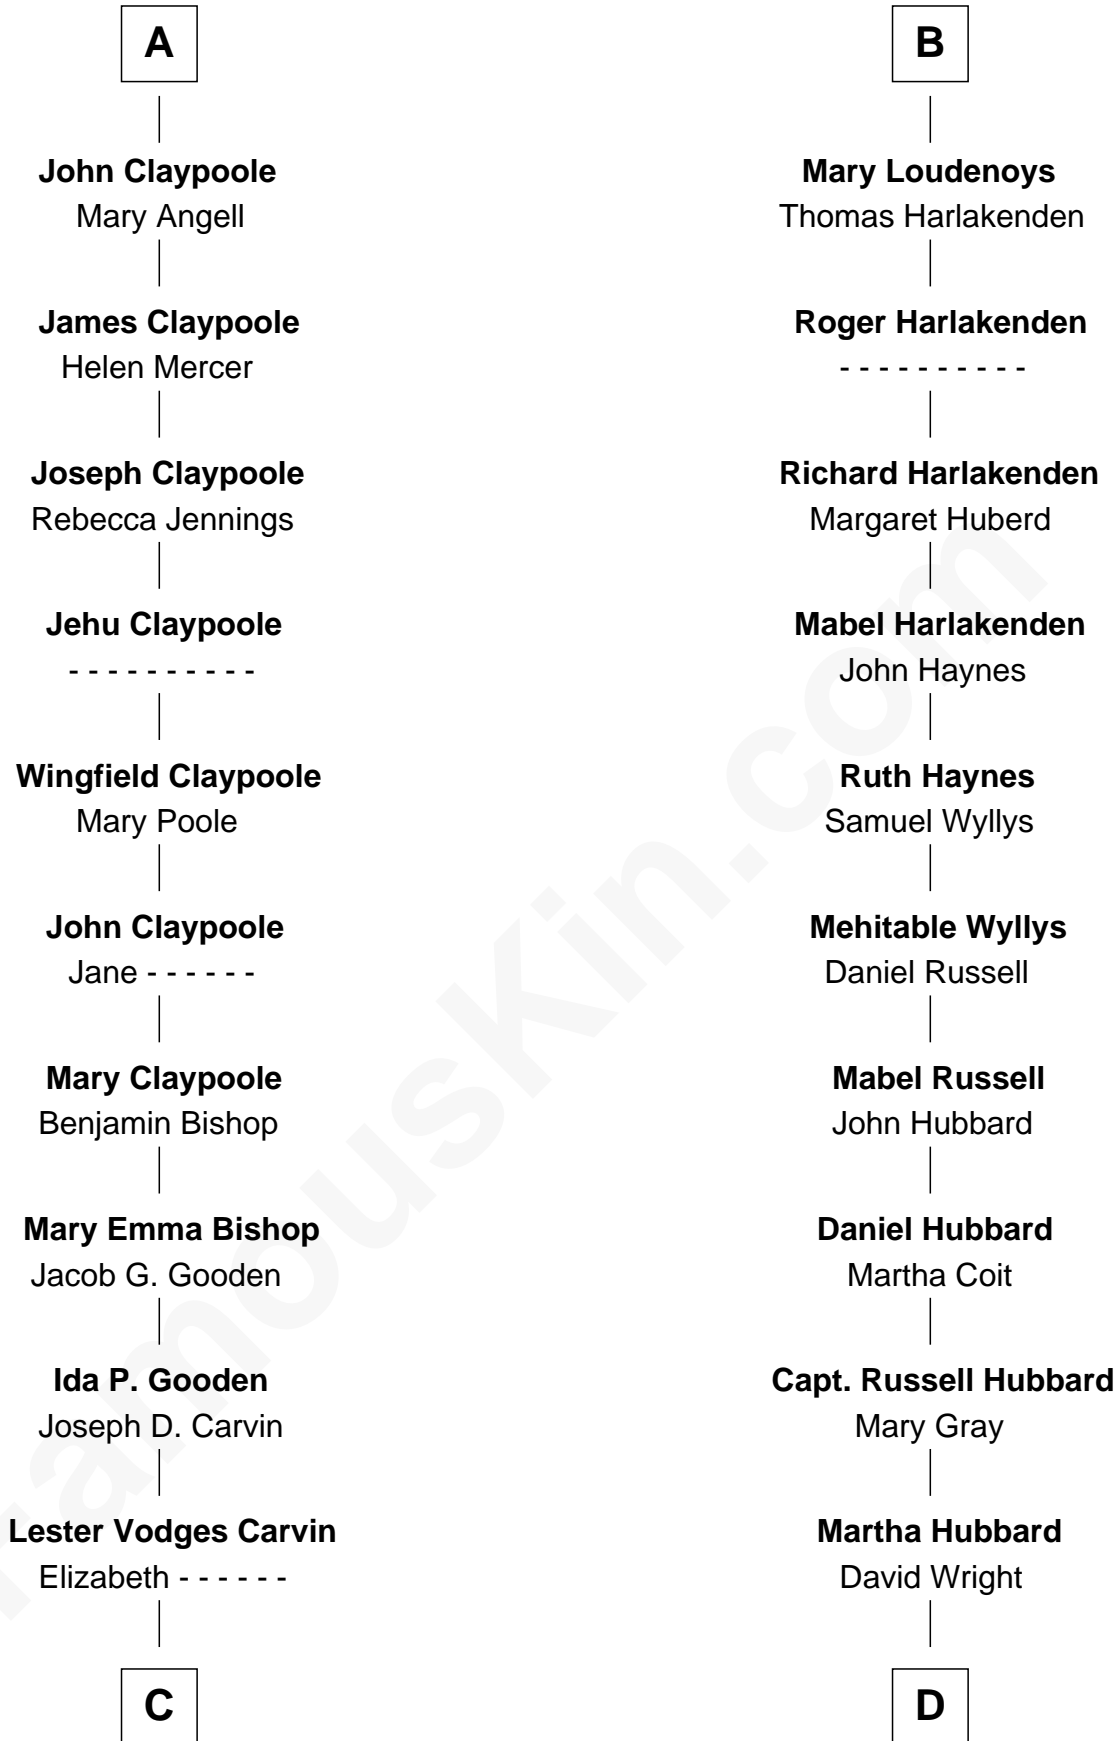 A
John Claypoole
Mary Angell
James Claypoole
Helen Mercer
Joseph Claypoole
Rebecca Jennings
Jehu Claypoole
- - - - - - - - - -
Wingfield Claypoole
Mary Poole
John Claypoole
Jane - - - - - -
Mary Claypoole
Benjamin Bishop
Mary Emma Bishop
Jacob G. Gooden
Ida P. Gooden
Joseph D. Carvin
Lester Vodges Carvin
Elizabeth - - - - - -
C
B
Mary Loudenoys
Thomas Harlakenden
Roger Harlakenden
- - - - - - - - - -
Richard Harlakenden
Margaret Huberd
Mabel Harlakenden
John Haynes
Ruth Haynes
Samuel Wyllys
Mehitable Wyllys
Daniel Russell
Mabel Russell
John Hubbard
Daniel Hubbard
Martha Coit
Capt. Russell Hubbard
Mary Gray
Martha Hubbard
David Wright
D
FamousKin.com